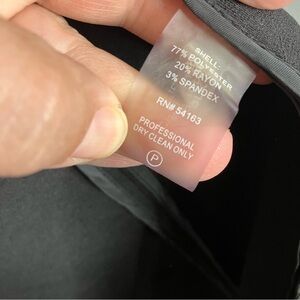 SHELL:
77% POLYESTER
20% RAYON
3% SPANDEX
RN# 54163
PROFESSIONAL
DRY CLEAN ONLY
P